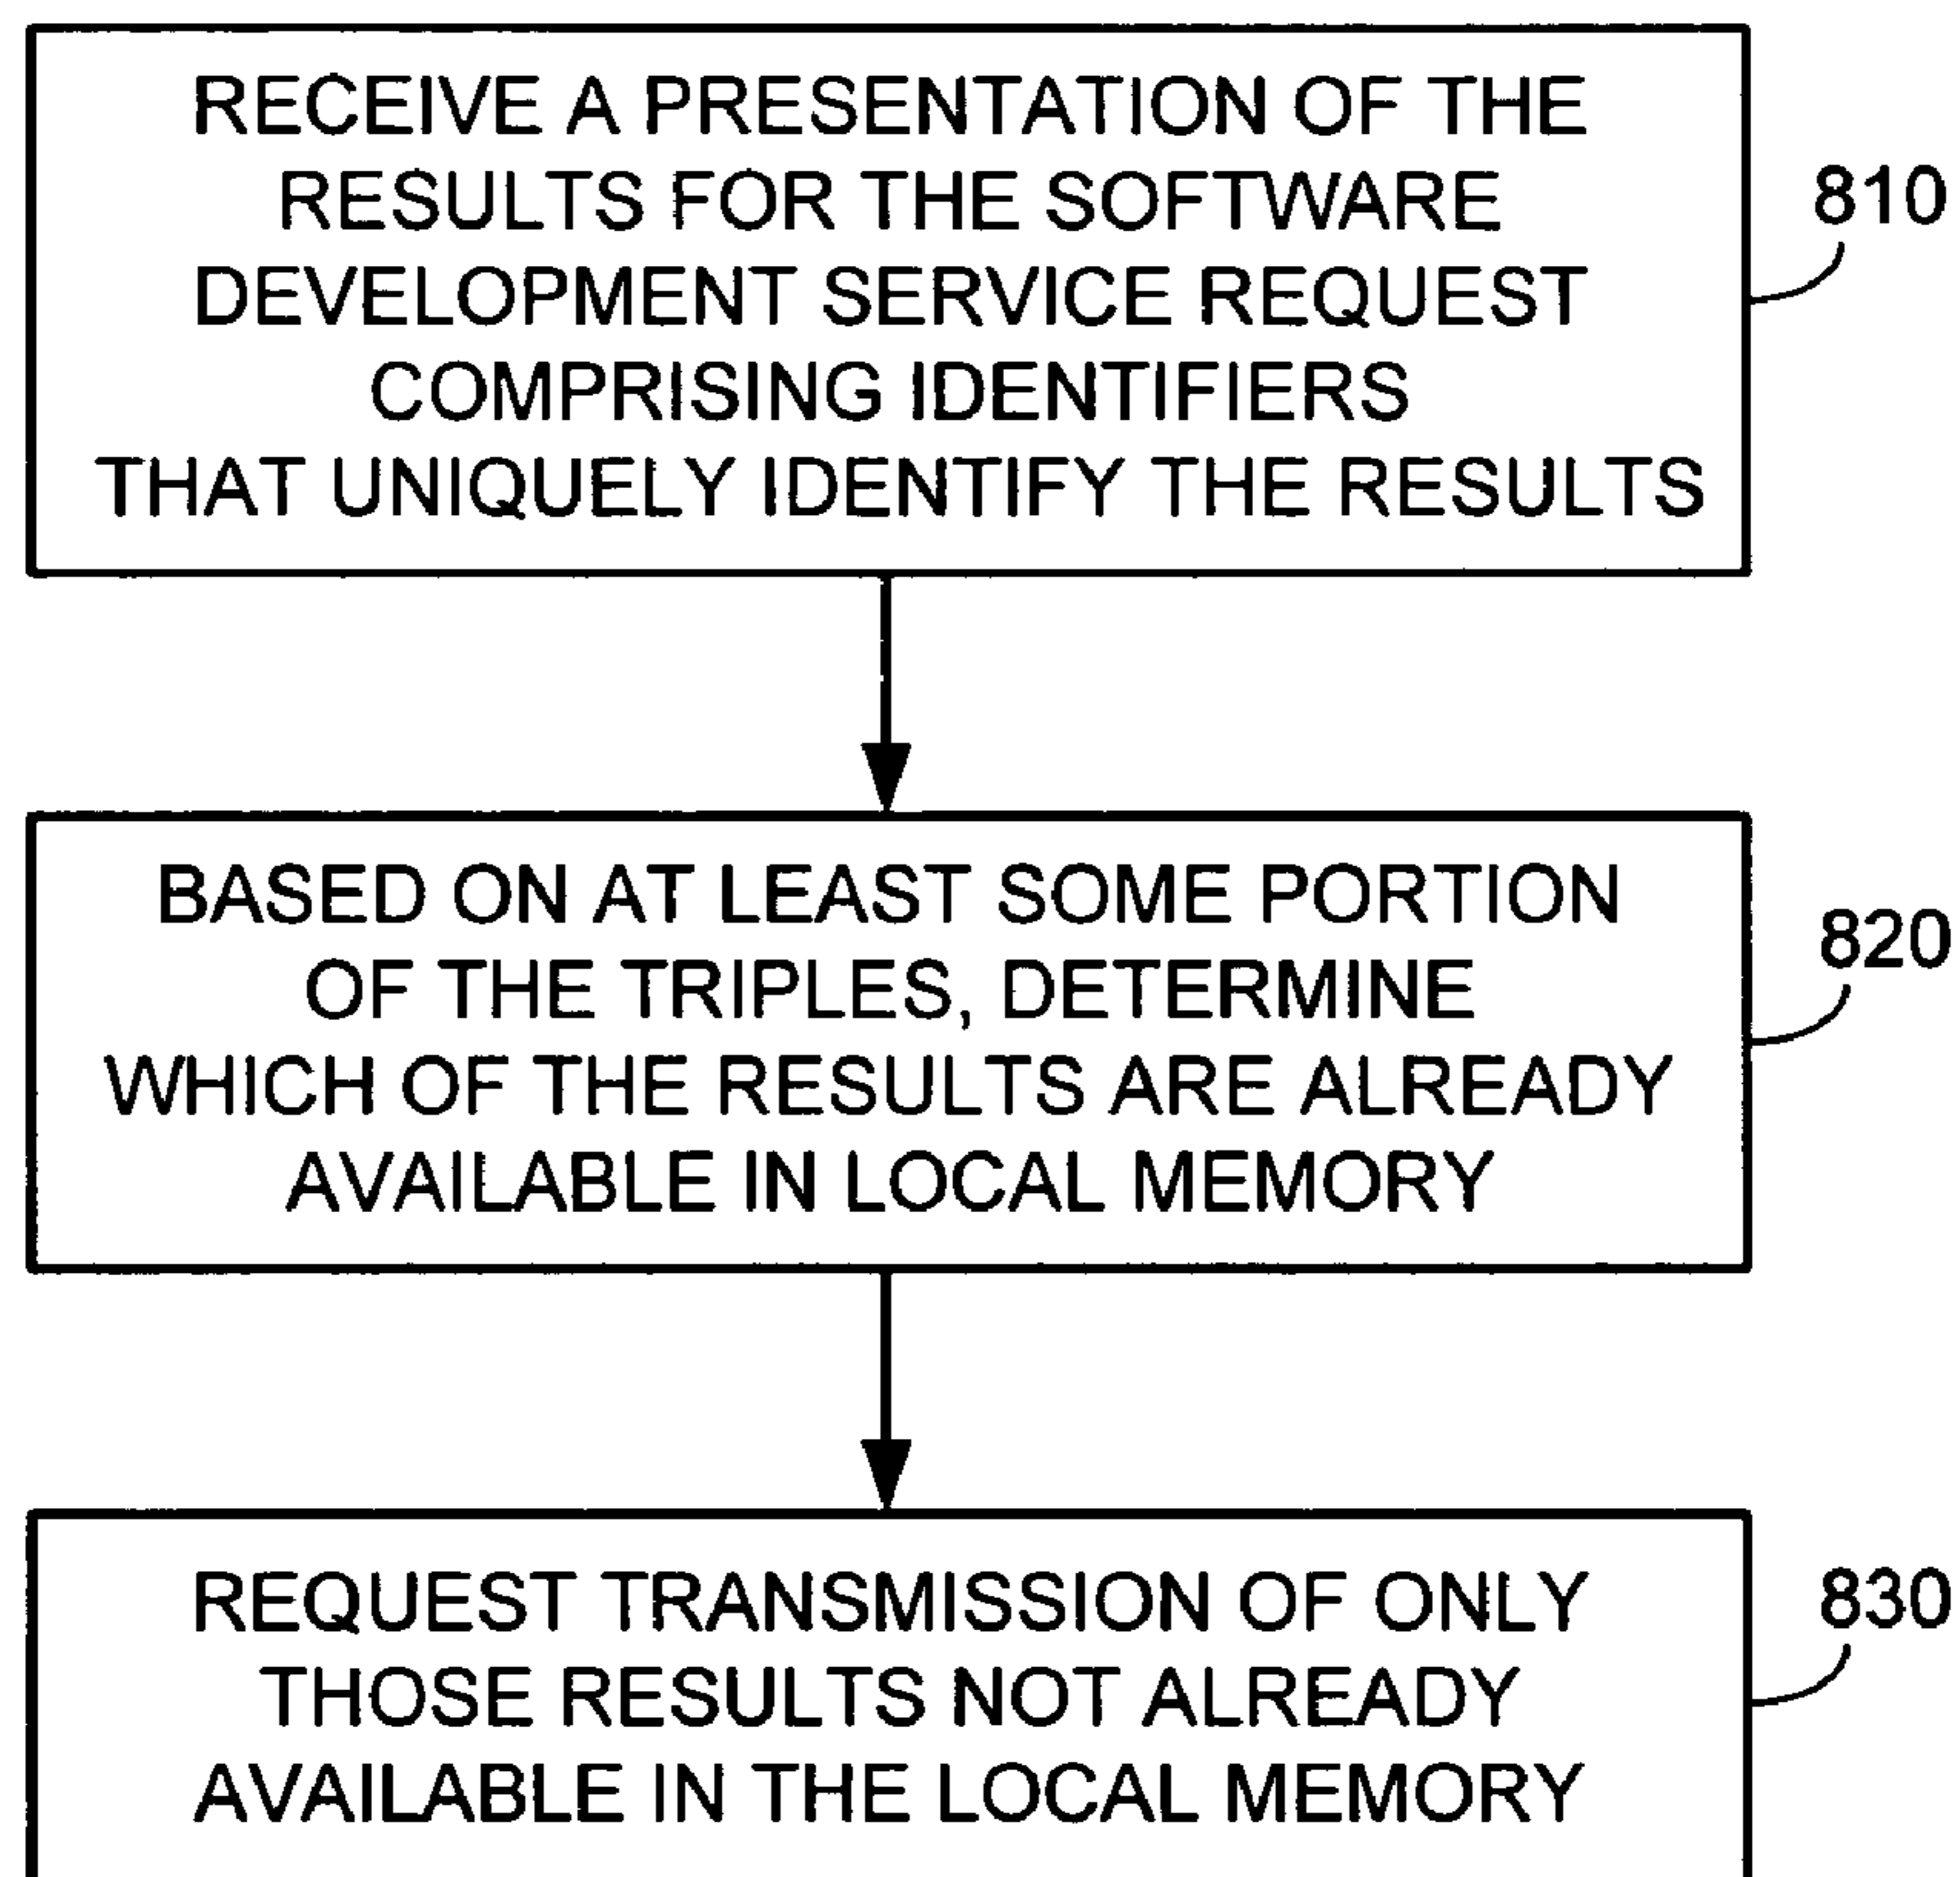 RECEIVE A PRESENTATION OF THE
RESULTS FOR THE SOFTWARE
DEVELOPMENT SERVICE REQUEST
COMPRISING IDENTIFIERS
THAT UNIQUELY IDENTIFY THE RESULTS
810
BASED ON AT LEAST SOME PORTION
OF THE TRIPLES, DETERMINE
WHICH OF THE RESULTS ARE ALREADY
AVAILABLE IN LOCAL MEMORY
820
REQUEST TRANSMISSION OF ONLY
THOSE RESULTS NOT ALREADY
AVAILABLE IN THE LOCAL MEMORY
830